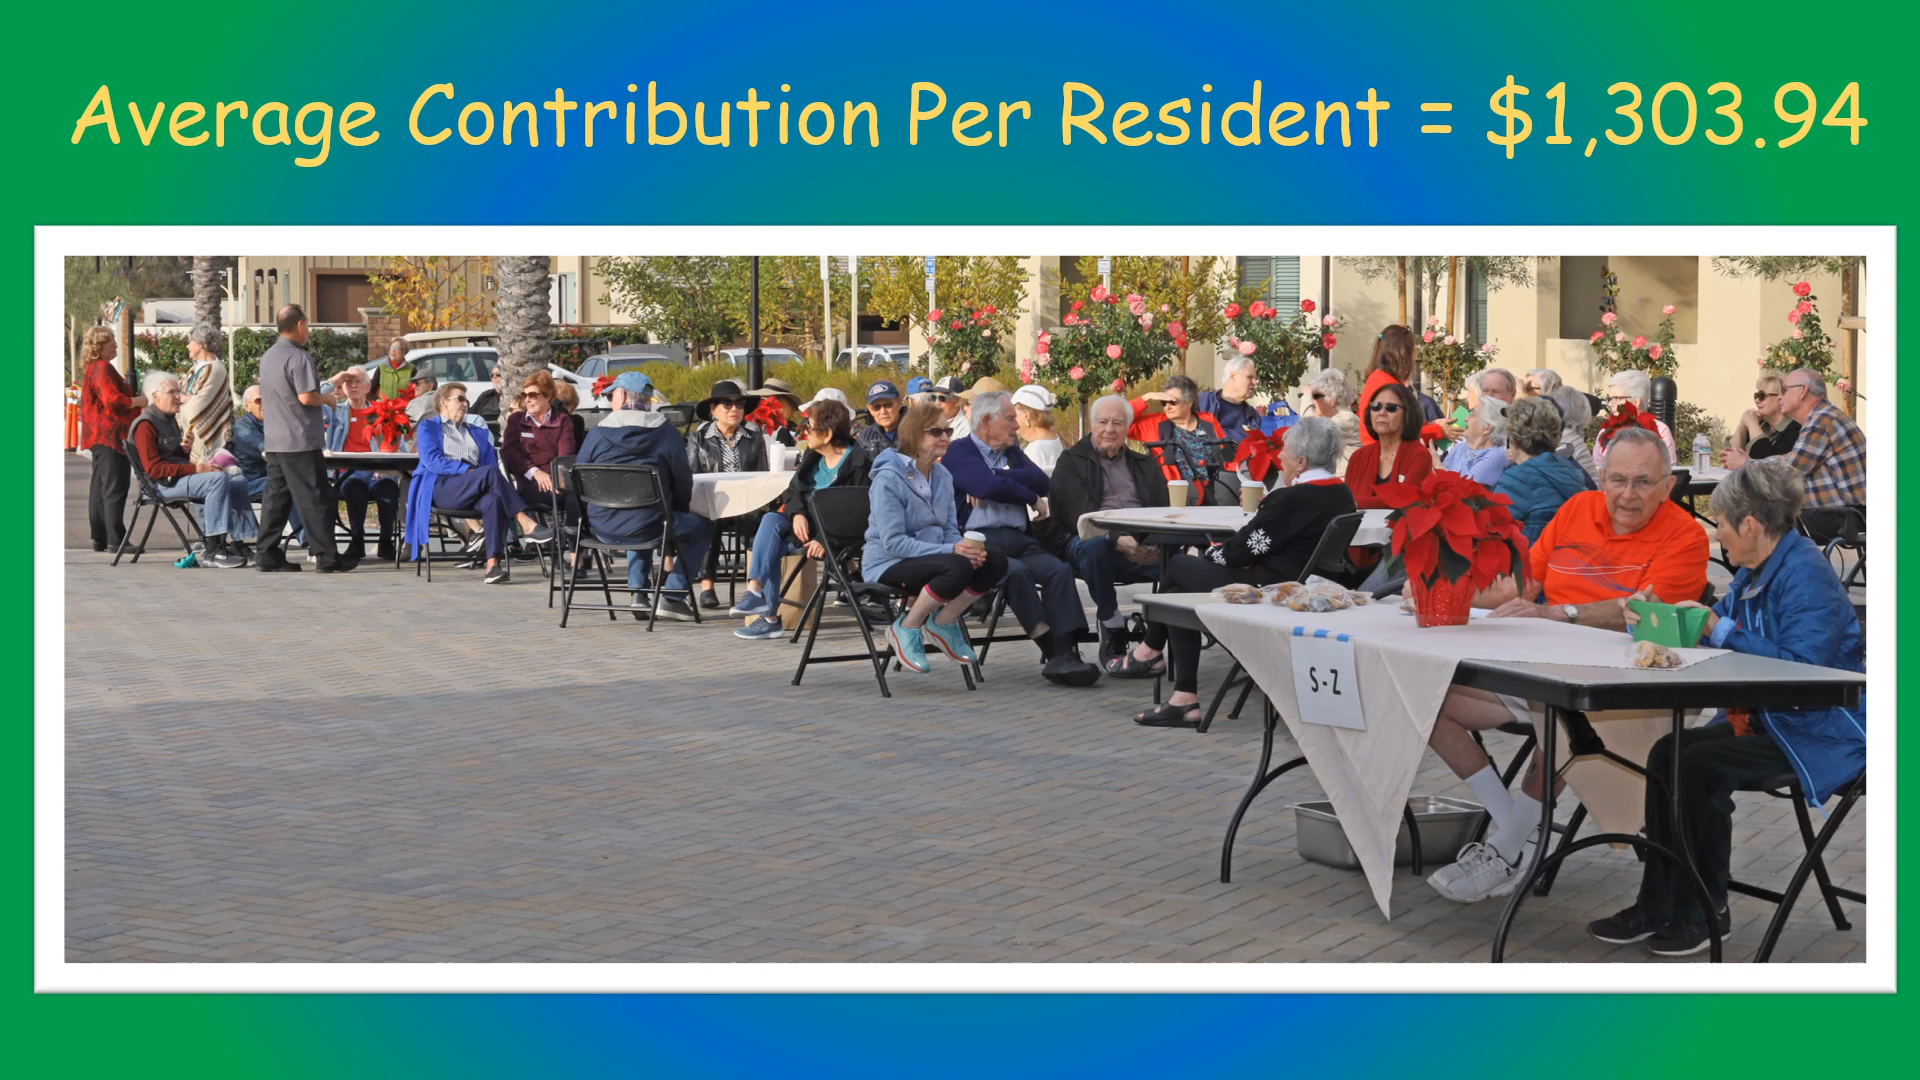 Average Contribution Per Resident = $1,303.94
S-Z